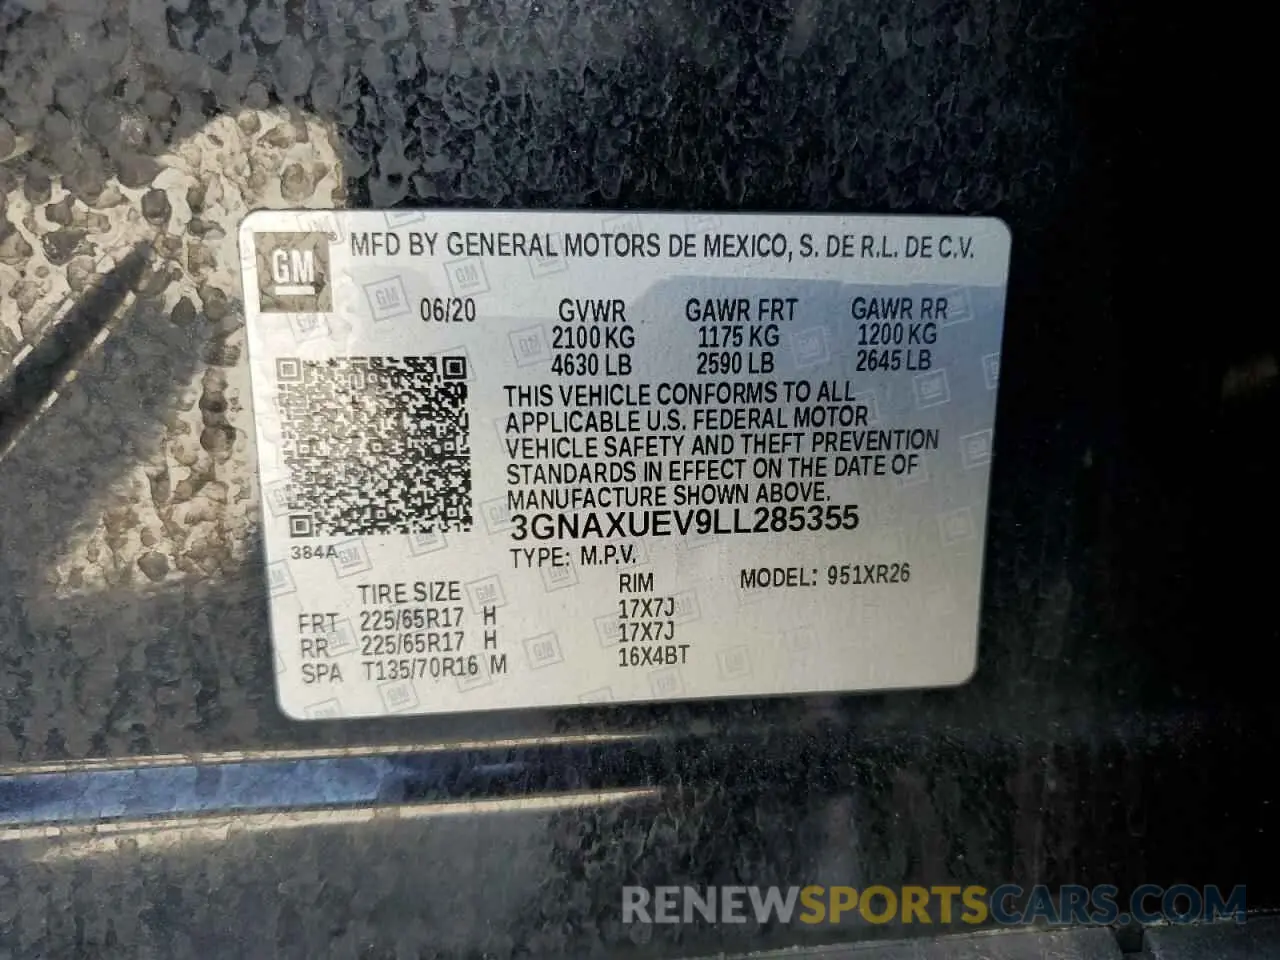 GM
MFD BY GENERAL MOTORS DE MEXICO, S. DE R.L. DE C.V.
06/20 GVWR GAWR FRT GAWR RR
2100 KG 1175 KG 1200 KG
4630 LB 2590 LB 2645 LB
THIS VEHICLE CONFORMS TO ALL
APPLICABLE U.S. FEDERAL MOTOR
VEHICLE SAFETY AND THEFT PREVENTION
STANDARDS IN EFFECT ON THE DATE OF
MANUFACTURE SHOWN ABOVE.
3GNAXUEV9LL285355
384A
TYPE: M.P.V.
TIRE SIZE RIM MODEL: 951XR26
FRT 225/65R17 H 17X7J
RR 225/65R17 H 17X7J
SPA T135/70R16 M 16X4BT
RENEWSPORTSCARS.COM